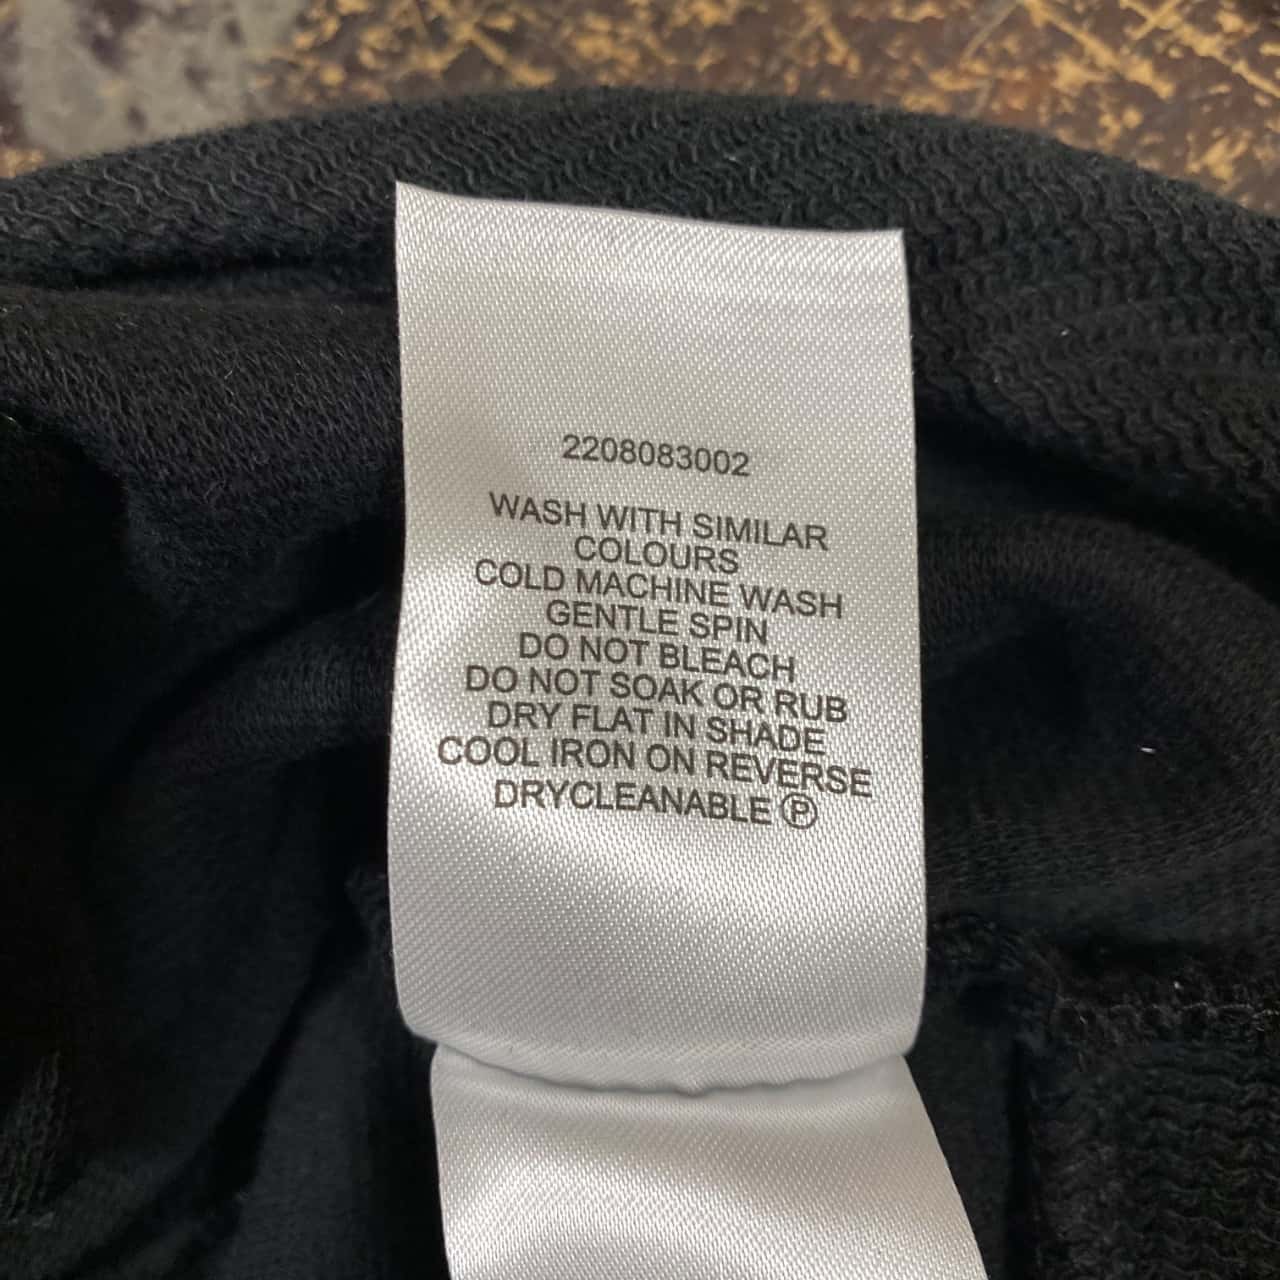 2208083002
WASH WITH SIMILAR
COLOURS
COLD MACHINE WASH
GENTLE SPIN
DO NOT BLEACH
DO NOT SOAK OR RUB
DRY FLAT IN SHADE
COOL IRON ON REVERSE
DRYCLEANABLE Ⓟ